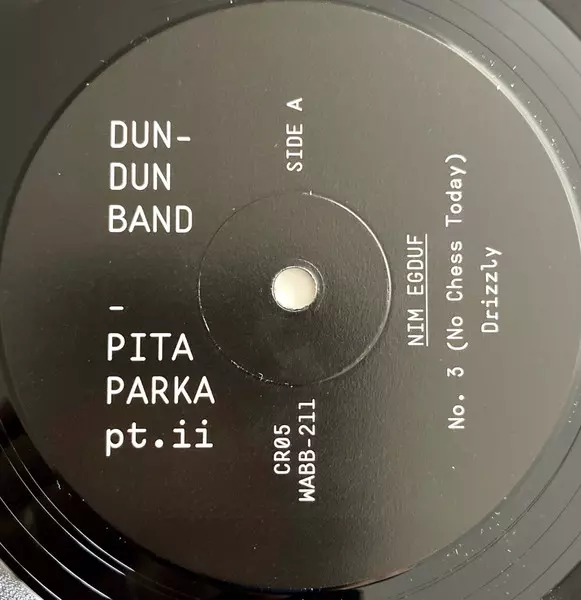 DUN-
DUN
BAND
-
PITA
PARKA
pt.ii
SIDE A
CR05
WABB-211
NIM EGDUF
No. 3 (No Chess Today)
Drizzly